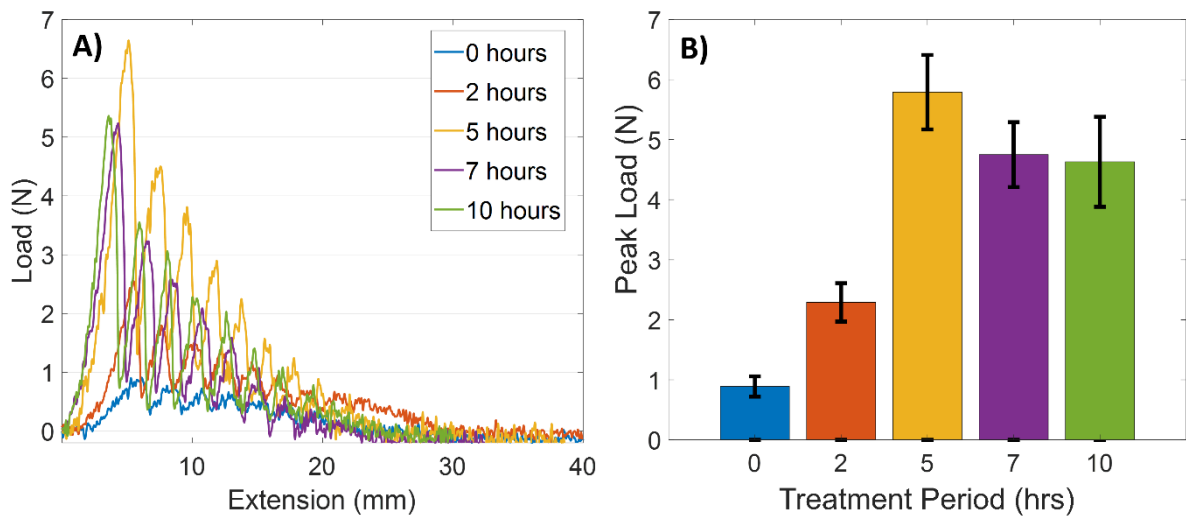 A)
Load (N)
7
6
5
4
3
2
1
0
0 hours
2 hours
5 hours
7 hours
10 hours
10
20
30
40
Extension (mm)
B)
Peak Load (N)
7
6
5
4
3
2
1
0
0
2
5
7
10
Treatment Period (hrs)